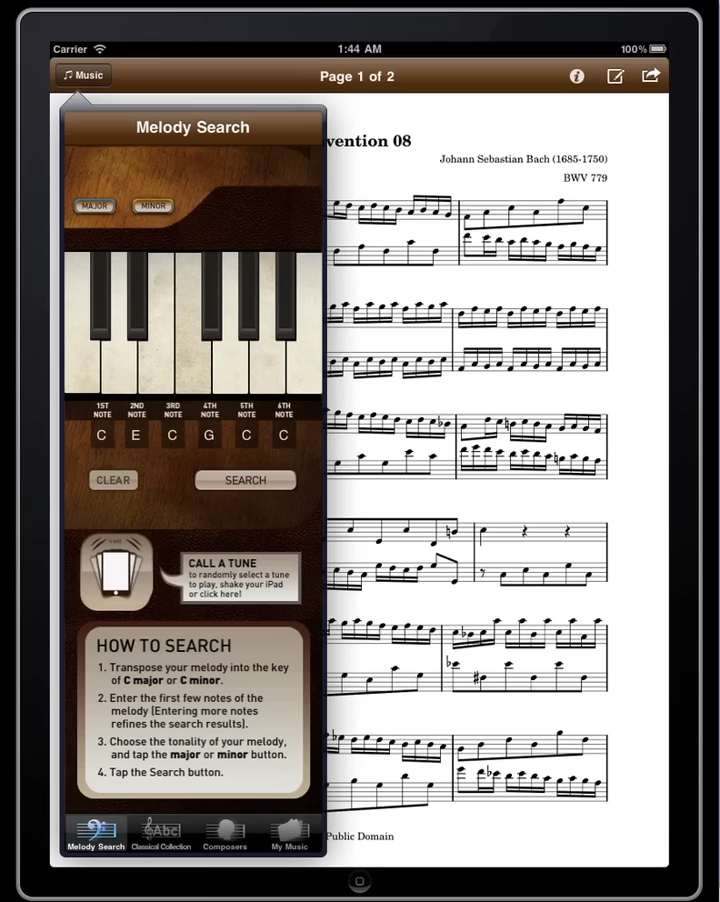 Carrier 1:44 AM 100%
Music
Page 1 of 2
Melody Search
vention 08
Johann Sebastian Bach (1685-1750)
BWV 779
MAJOR MINOR
1ST NOTE 2ND NOTE 3RD NOTE 4TH NOTE 5TH NOTE 6TH NOTE
C E C G C C
CLEAR SEARCH
CALL A TUNE
to randomly select a tune
to play, shake your iPad
or click here!
HOW TO SEARCH
1. Transpose your melody into the key
of C major or C minor.
2. Enter the first few notes of the
melody (Entering more notes
refines the search results).
3. Choose the tonality of your melody,
and tap the major or minor button.
4. Tap the Search button.
Public Domain
Abc
Melody Search Classical Collection Composers My Music